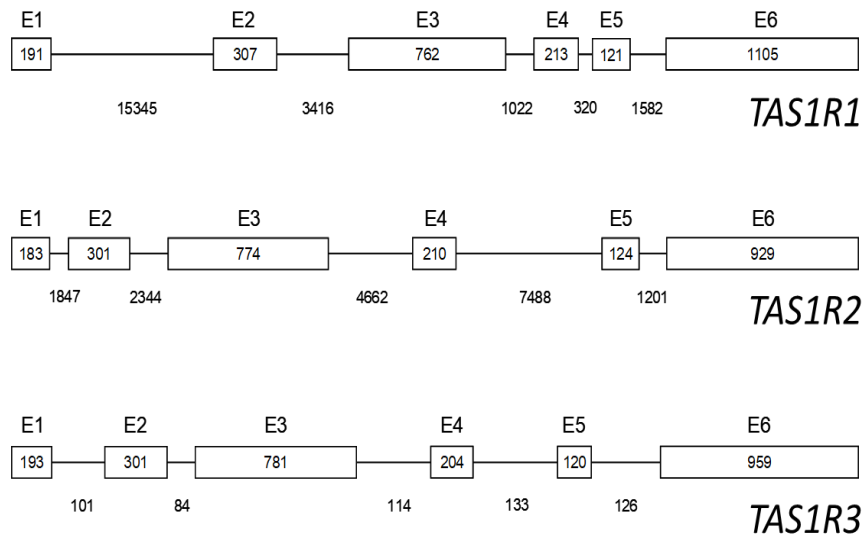 E1 E2 E3 E4 E5 E6
191 307 762 213 121 1105
15345 3416 1022 320 1582
TAS1R1
E1 E2 E3 E4 E5 E6
183 301 774 210 124 929
1847 2344 4662 7488 1201
TAS1R2
E1 E2 E3 E4 E5 E6
193 301 781 204 120 959
101 84 114 133 126
TAS1R3